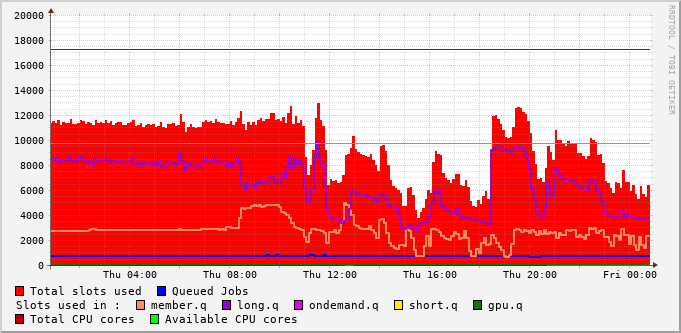 20000
18000
16000
14000
12000
10000
8000
6000
4000
2000
0
Thu 04:00 Thu 08:00 Thu 12:00 Thu 16:00 Thu 20:00 Fri 00:00
RRDTOOL / TOBI OETIKER
Total slots used Queued Jobs
Slots used in : member.q long.q ondemand.q short.q gpu.q
Total CPU cores Available CPU cores